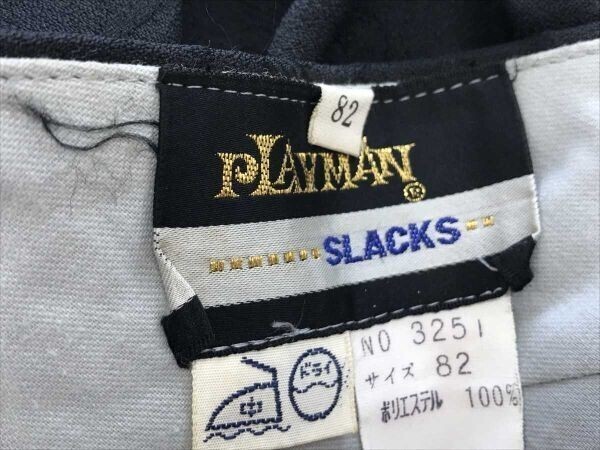 82
PLAYMAN®
SLACKS
中
ドライ
NO 3251
サイズ 82
ポリエステル 100%